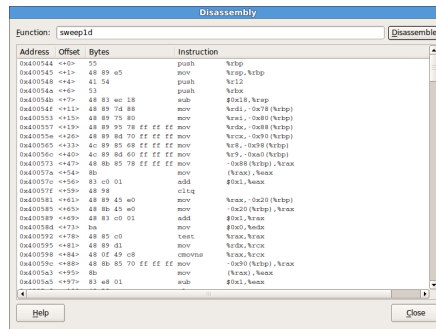 Disassembly
Function: sweep1d Disassemble
Address Offset Bytes Instruction
0x400544 <+0> 55 push %rbp
0x400545 <+1> 48 89 e5 mov %rsp,%rbp
0x400548 <+4> 41 54 push %r12
0x40054a <+6> 53 push %rbx
0x40054b <+7> 48 83 ec 18 sub $0x18,%rsp
0x40054f <+11> 48 89 7d 88 mov %rdi,-0x78(%rbp)
0x400553 <+15> 48 89 75 80 mov %rsi,-0x80(%rbp)
0x400557 <+19> 48 89 95 78 ff ff ff mov %rdx,-0x88(%rbp)
0x40055e <+26> 48 89 8d 70 ff ff ff mov %rcx,-0x90(%rbp)
0x400565 <+33> 4c 89 85 68 ff ff ff mov %r8,-0x98(%rbp)
0x40056c <+40> 4c 89 8d 60 ff ff ff mov %r9,-0xa0(%rbp)
0x400573 <+47> 48 8b 85 78 ff ff ff mov -0x88(%rbp),%rax
0x40057a <+54> 8b mov (%rax),%eax
0x40057c <+56> 83 c0 01 add $0x1,%eax
0x40057f <+59> 48 98 cltq
0x400581 <+61> 48 89 45 e0 mov %rax,-0x20(%rbp)
0x400585 <+65> 48 8b 45 e0 mov -0x20(%rbp),%rax
0x400589 <+69> 48 83 c0 01 add $0x1,%rax
0x40058d <+73> ba mov $0x0,%edx
0x400592 <+78> 48 85 c0 test %rax,%rax
0x400595 <+81> 48 89 d1 mov %rdx,%rcx
0x400598 <+84> 48 0f 49 c8 cmovns %rax,%rcx
0x40059c <+88> 48 8b 85 70 ff ff ff mov -0x90(%rbp),%rax
0x4005a3 <+95> 8b mov (%rax),%eax
0x4005a5 <+97> 83 e8 01 sub $0x1,%eax
Help Close